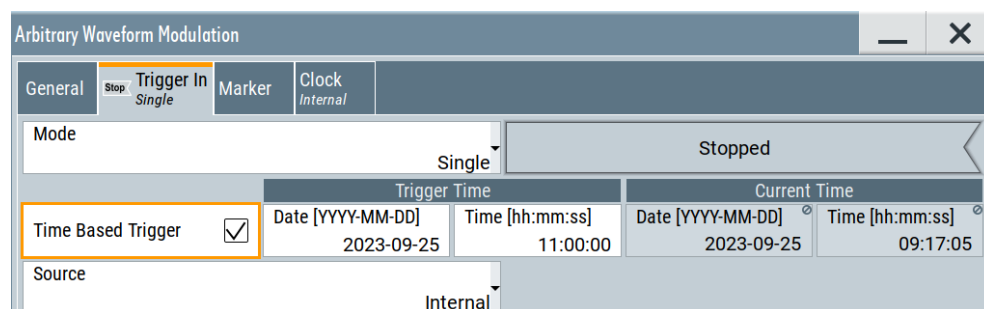 Arbitrary Waveform Modulation
General
Stop
Trigger In
Single
Marker
Clock
Internal
Mode
Single
Stopped
Trigger Time
Current Time
Time Based Trigger
Date [YYYY-MM-DD]
2023-09-25
Time [hh:mm:ss]
11:00:00
Date [YYYY-MM-DD]
2023-09-25
Time [hh:mm:ss]
09:17:05
Source
Internal